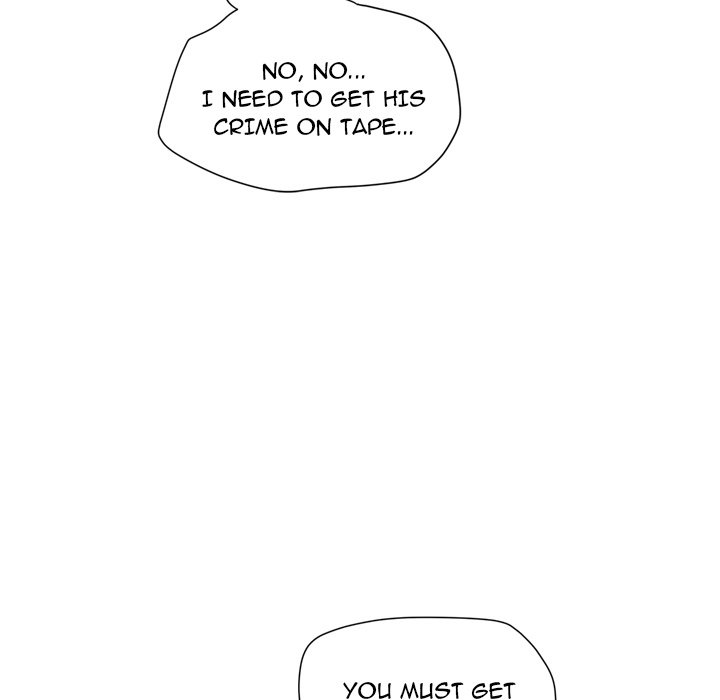 NO, NO...
I NEED TO GET HIS
CRIME ON TAPE...
YOU MUST GET